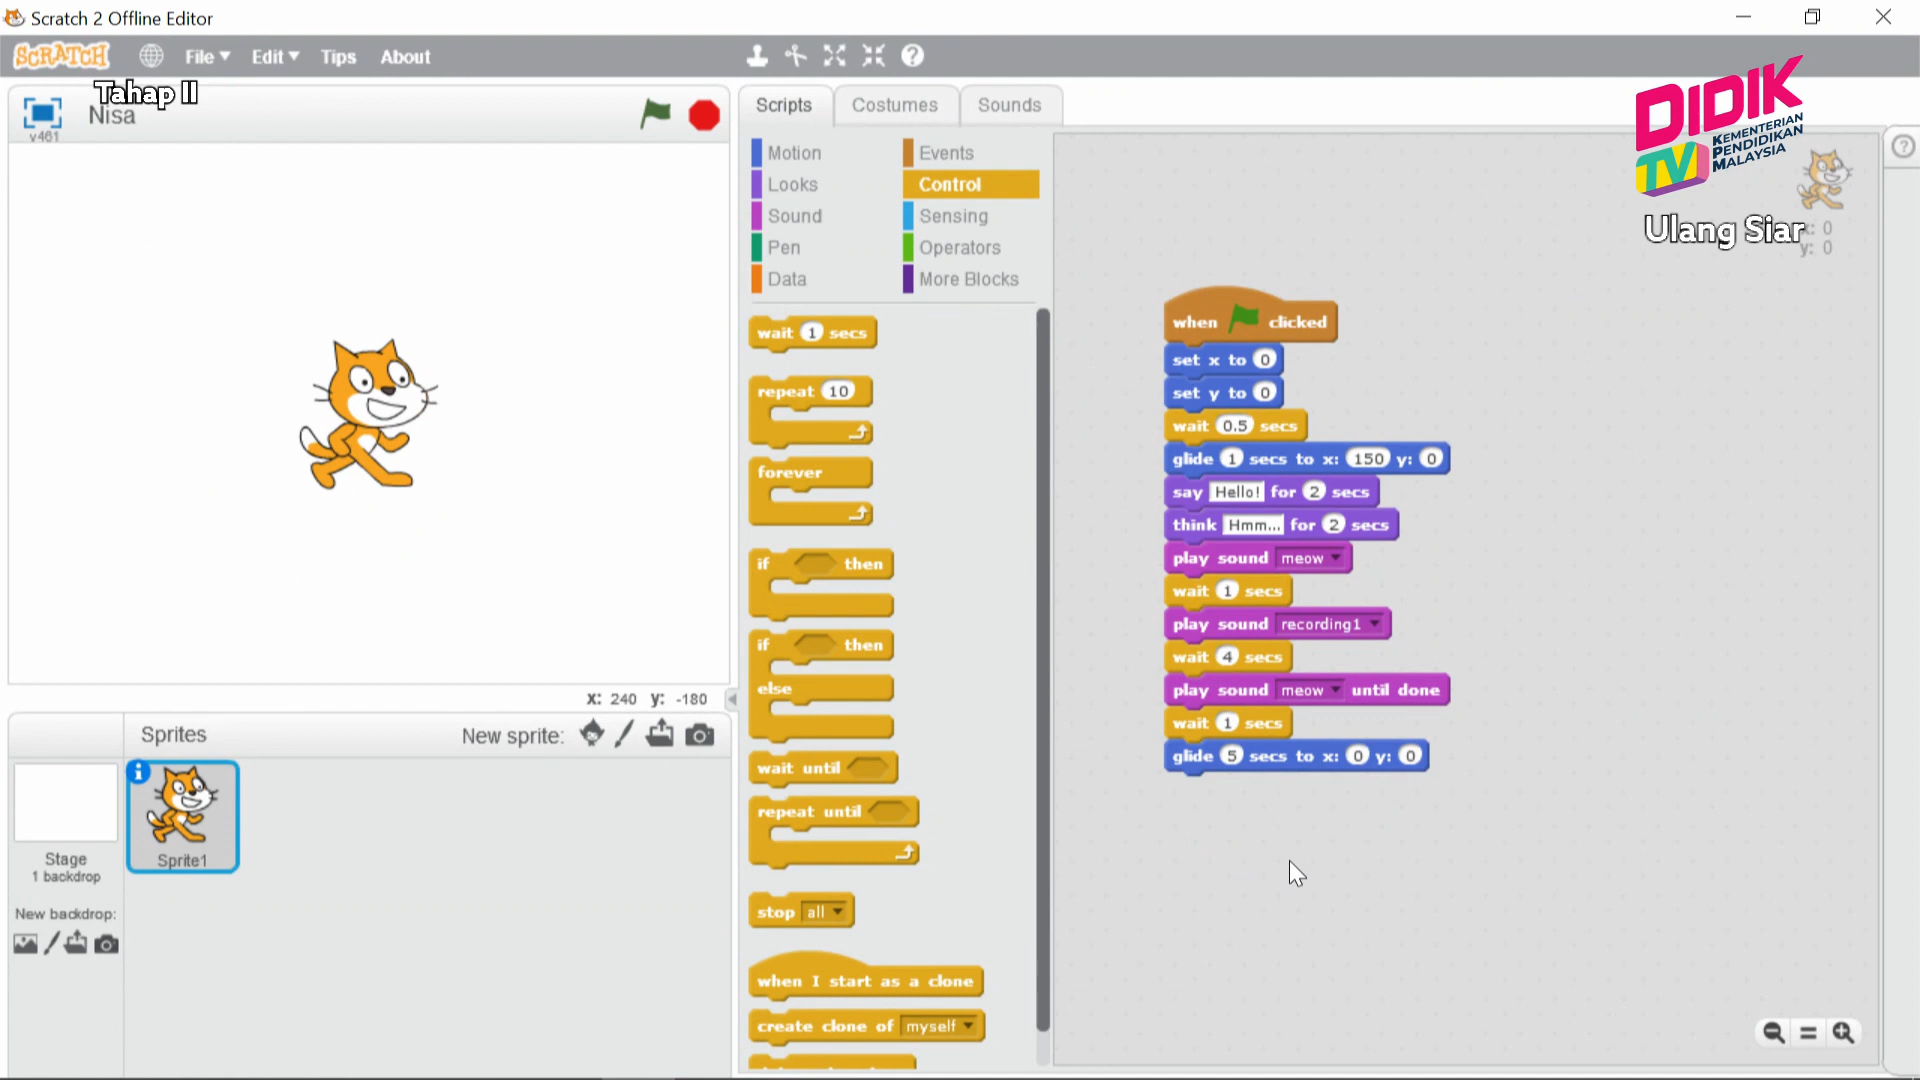 Scratch 2 Offline Editor
SCRATCH File Edit Tips About
Tahap II
Nisa
v461
Scripts Costumes Sounds
DIDIK
TV
KEMENTERIAN
PENDIDIKAN
MALAYSIA
Ulang Siar
x: 0
y: 0
Motion Events
Looks Control
Sound Sensing
Pen Operators
Data More Blocks
wait 1 secs
repeat 10
forever
if then
if then
else
wait until
repeat until
stop all
when I start as a clone
create clone of myself
when clicked
set x to 0
set y to 0
wait 0.5 secs
glide 1 secs to x: 150 y: 0
say Hello! for 2 secs
think Hmm... for 2 secs
play sound meow
wait 1 secs
play sound recording1
wait 4 secs
play sound meow until done
wait 1 secs
glide 5 secs to x: 0 y: 0
x: 240 y: -180
Sprites New sprite:
Sprite1
Stage
1 backdrop
New backdrop: